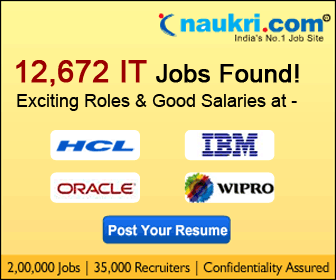 naukri.com
India's No.1 Job Site
12,672 IT Jobs Found!
Exciting Roles & Good Salaries at -
HCL IBM
ORACLE WIPRO
Post Your Resume
2,00,000 Jobs | 35,000 Recruiters | Confidentiality Assured